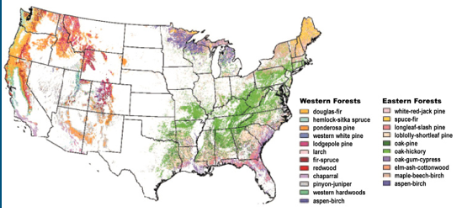 Western Forests
douglas-fir
hemlock-sitka spruce
ponderosa pine
western white pine
lodgepole pine
larch
fir-spruce
redwood
chaparral
pinyon-juniper
western hardwoods
aspen-birch
Eastern Forests
white-red-jack pine
spuce-fir
longleaf-slash pine
loblolly-shortleaf pine
oak-pine
oak-hickory
oak-gum-cypress
elm-ash-cottonwood
maple-beech-birch
aspen-birch